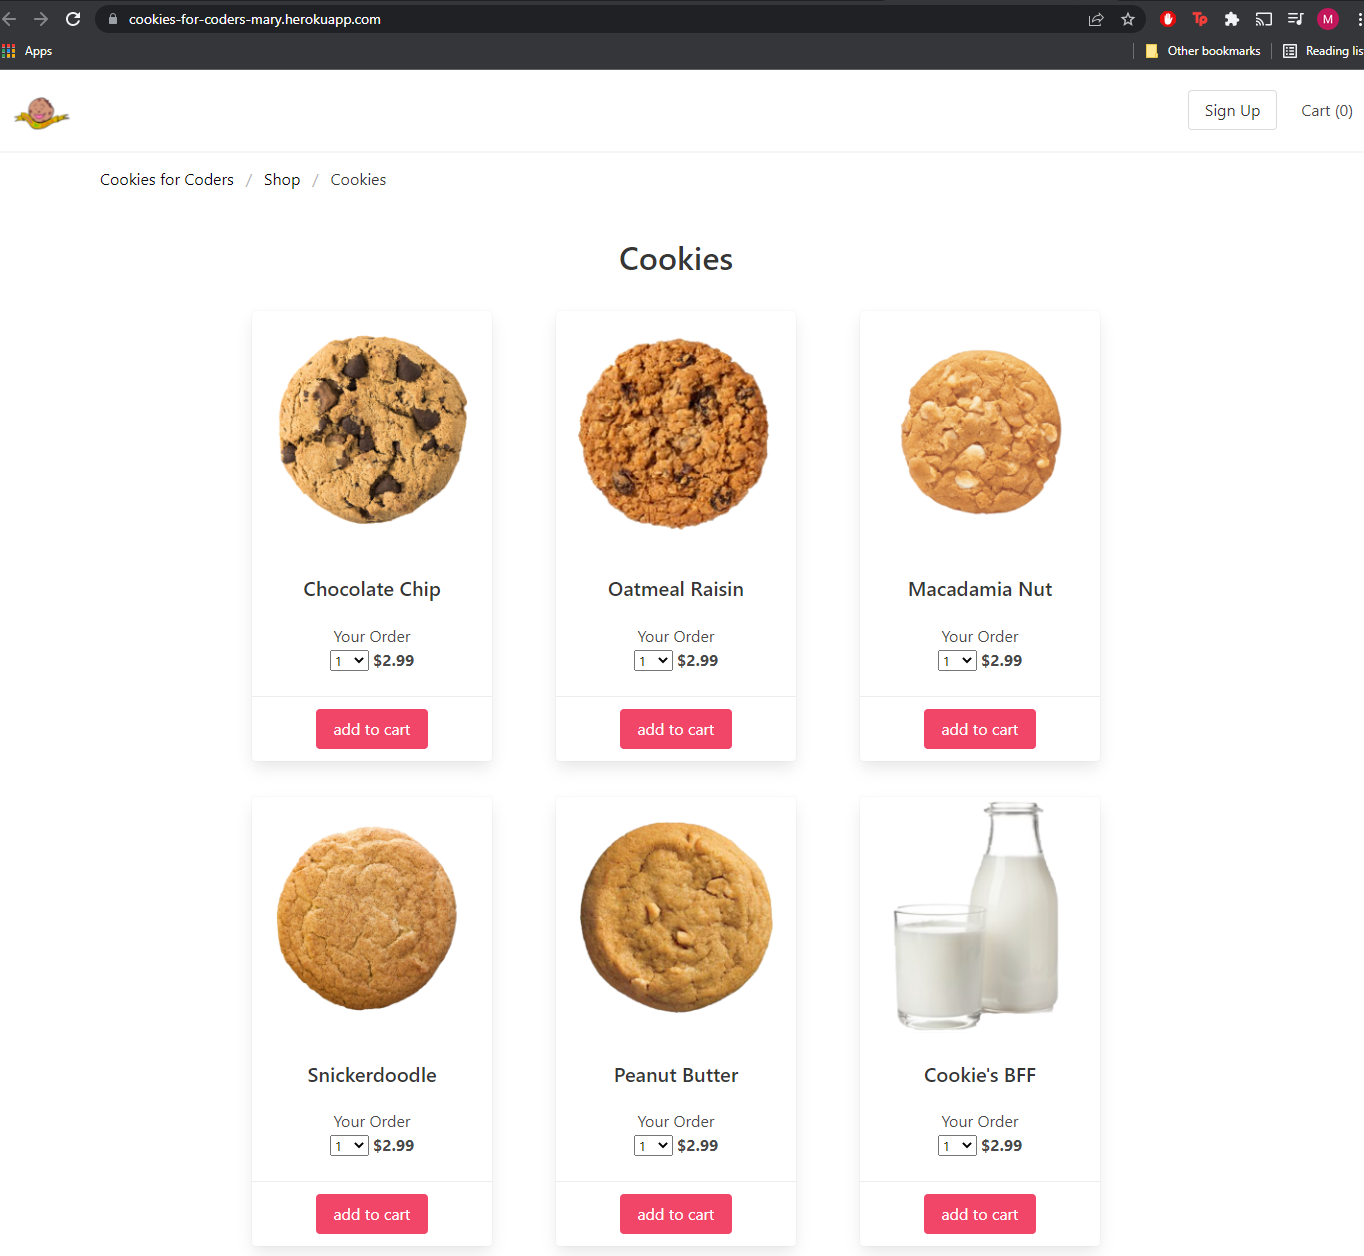 cookies-for-coders-mary.herokuapp.com
Apps
Other bookmarks
Reading lis
Sign Up
Cart (0)
Cookies for Coders / Shop / Cookies
Cookies
Chocolate Chip
Your Order
1 $2.99
add to cart
Oatmeal Raisin
Your Order
1 $2.99
add to cart
Macadamia Nut
Your Order
1 $2.99
add to cart
Snickerdoodle
Your Order
1 $2.99
add to cart
Peanut Butter
Your Order
1 $2.99
add to cart
Cookie's BFF
Your Order
1 $2.99
add to cart
M
Tp